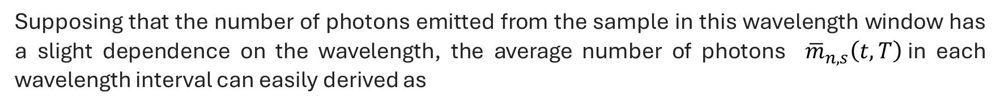 Supposing that the number of photons emitted from the sample in this wavelength window has
a slight dependence on the wavelength, the average number of photons m̅ₙ,ₛ(t, T) in each
wavelength interval can easily derived as